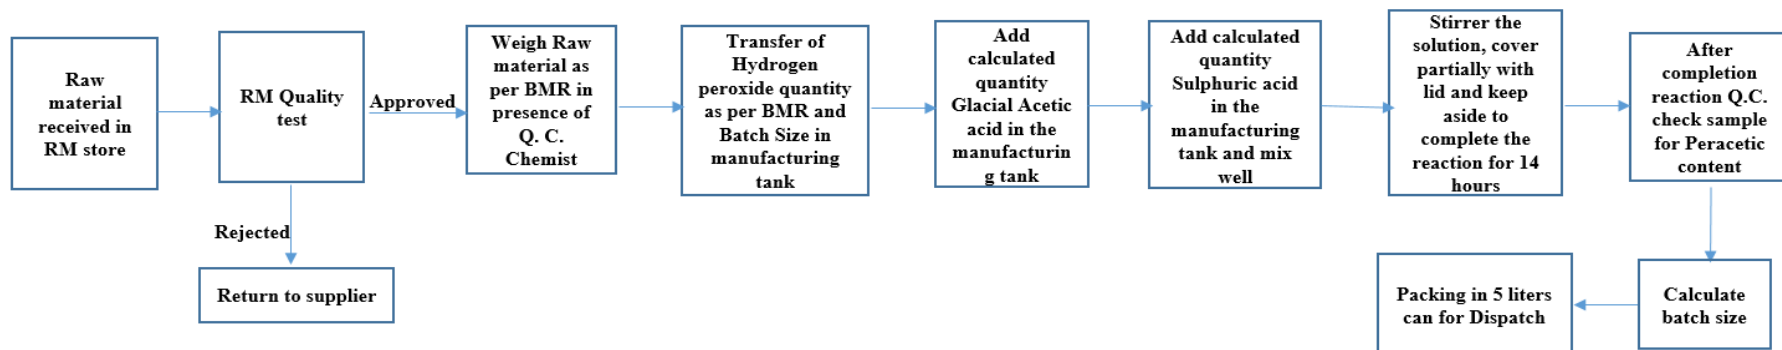 Raw
material
received in
RM store
RM Quality
test
Approved
Rejected
Return to supplier
Weigh Raw
material as
per BMR in
presence of
Q. C.
Chemist
Transfer of
Hydrogen
peroxide quantity
as per BMR and
Batch Size in
manufacturing
tank
Add
calculated
quantity
Glacial Acetic
acid in the
manufacturin
g tank
Add calculated
quantity
Sulphuric acid
in the
manufacturing
tank and mix
well
Stirrer the
solution, cover
partially with
lid and keep
aside to
complete the
reaction for 14
hours
After
completion
reaction Q.C.
check sample
for Peracetic
content
Calculate
batch size
Packing in 5 liters
can for Dispatch